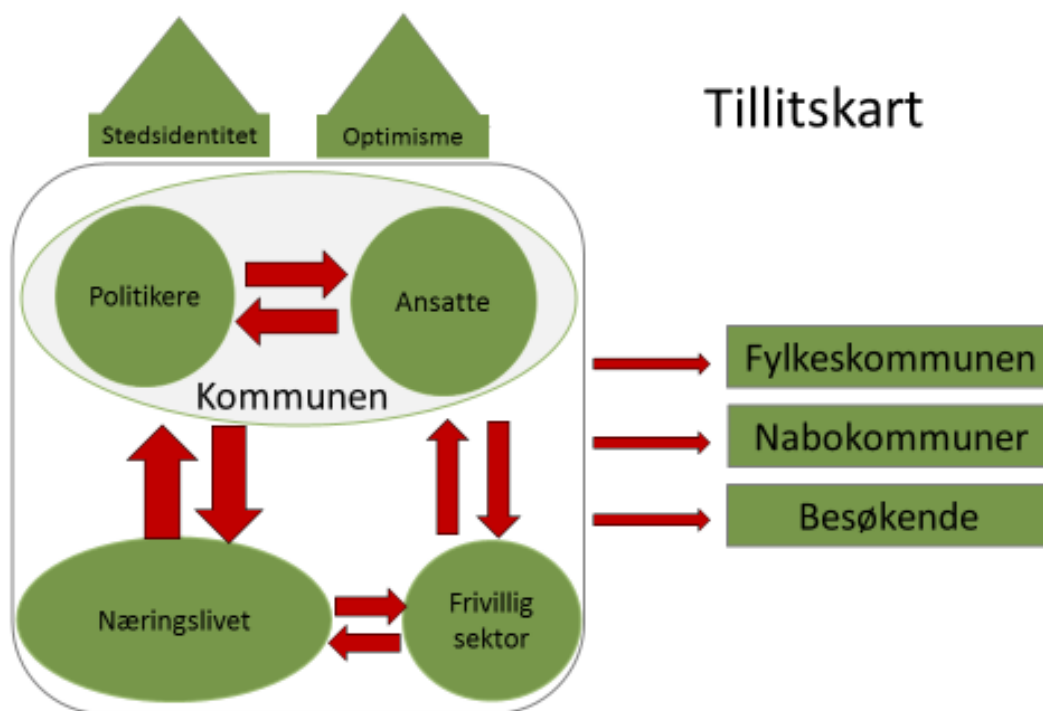 Tillitskart
Stedsidentitet
Optimisme
Politikere
Ansatte
Kommunen
Næringslivet
Frivillig
sektor
Fylkeskommunen
Nabokommuner
Besøkende